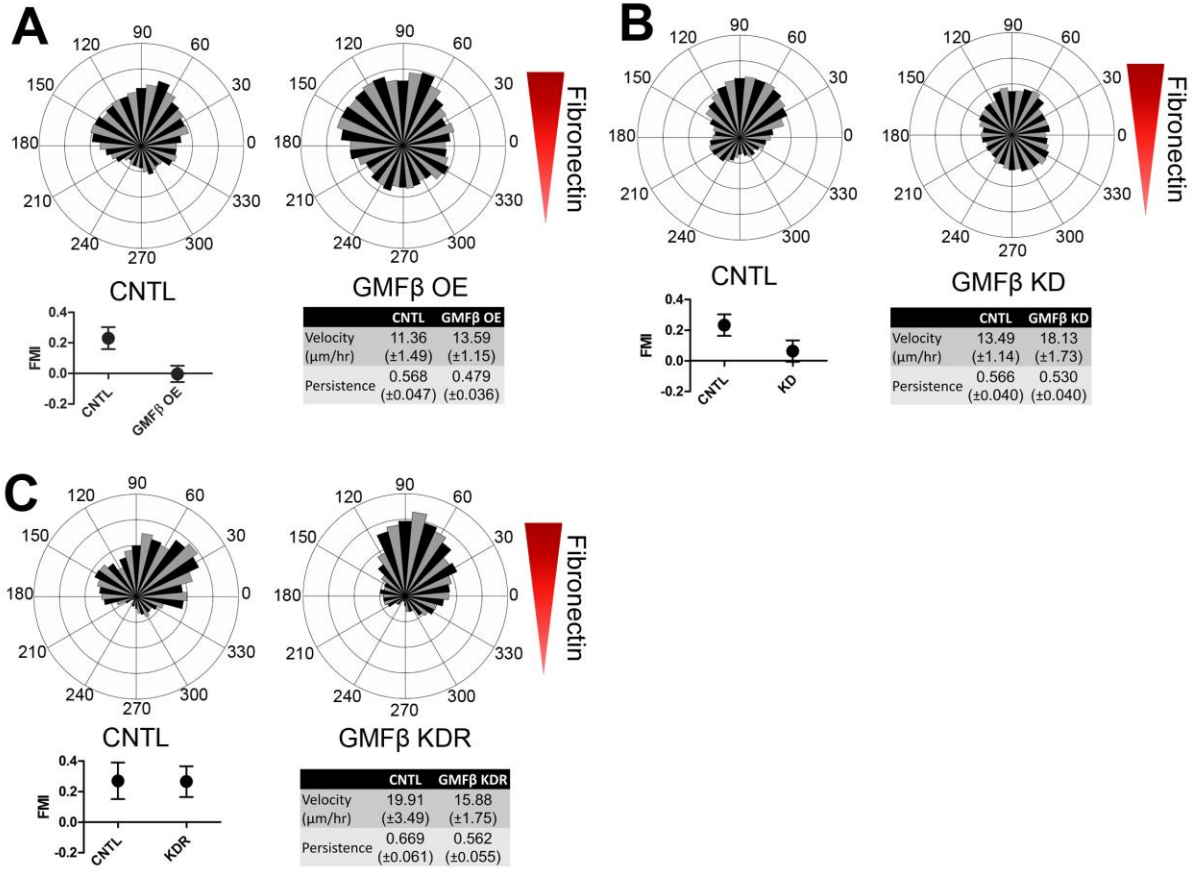 A
90
60
30
0
330
300
270
240
210
180
150
120
CNTL
90
60
30
0
330
300
270
240
210
180
150
120
GMFβ OE
Fibronectin
FMI
0.4
0.2
0.0
-0.2
CNTL
GMFβ OE
CNTL GMFβ OE
Velocity 11.36 13.59
(µm/hr) (±1.49) (±1.15)
Persistence 0.568 0.479
(±0.047) (±0.036)
B
90
60
30
0
330
300
270
240
210
180
150
120
CNTL
90
60
30
0
330
300
270
240
210
180
150
120
GMFβ KD
Fibronectin
FMI
0.4
0.2
0.0
-0.2
CNTL
KD
CNTL GMFβ KD
Velocity 13.49 18.13
(µm/hr) (±1.14) (±1.73)
Persistence 0.566 0.530
(±0.040) (±0.040)
C
90
60
30
0
330
300
270
240
210
180
150
120
CNTL
90
60
30
0
330
300
270
240
210
180
150
120
GMFβ KDR
Fibronectin
FMI
0.4
0.2
0.0
-0.2
CNTL
KDR
CNTL GMFβ KDR
Velocity 19.91 15.88
(µm/hr) (±3.49) (±1.75)
Persistence 0.669 0.562
(±0.061) (±0.055)